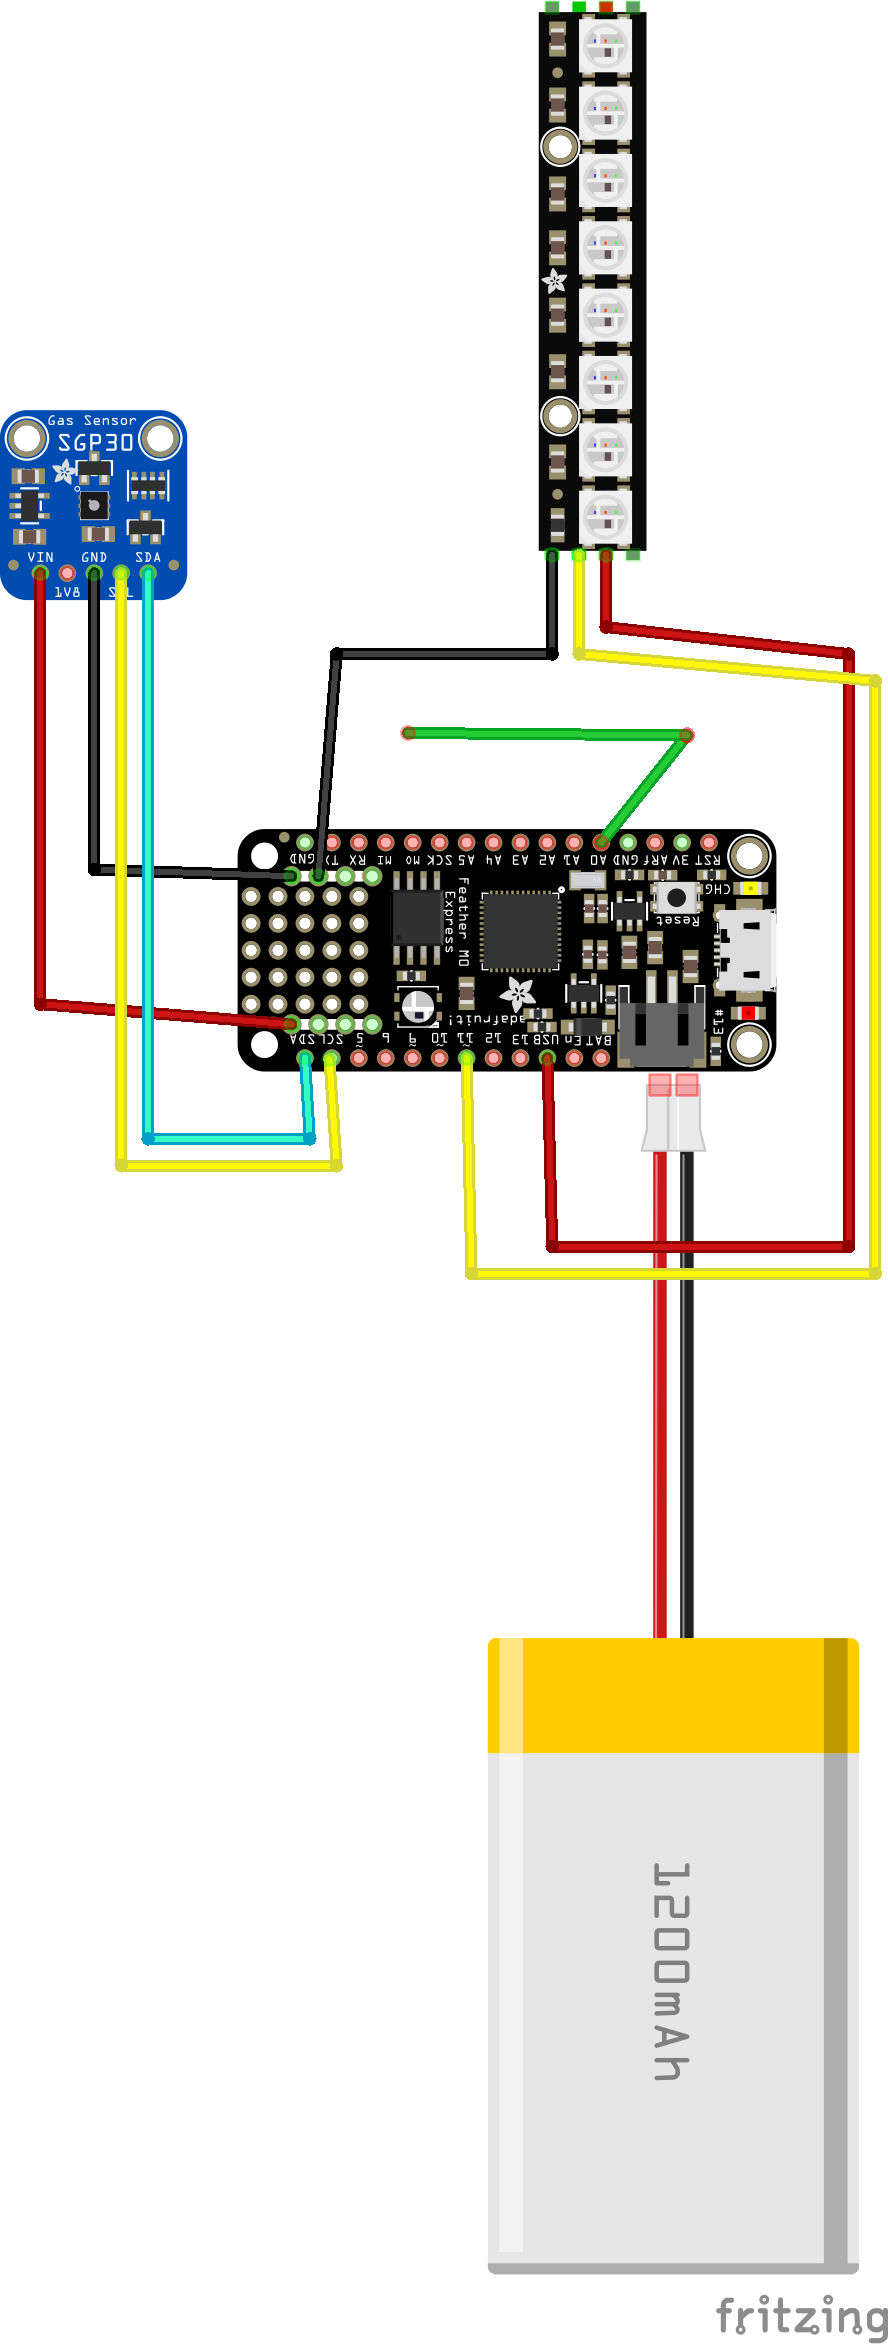 Gas Sensor
SGP30
VIN GND SDA
1V8 SCL
GND TX RX MI MO SCK A5 A4 A3 A2 A1 A0 GND ARf 3V RST
CHG
Reset
Feather M0
Express
adafruit!
#13
SDA SCL 5 6 9 10 11 12 13 USB En BAT
1200mAh
fritzing